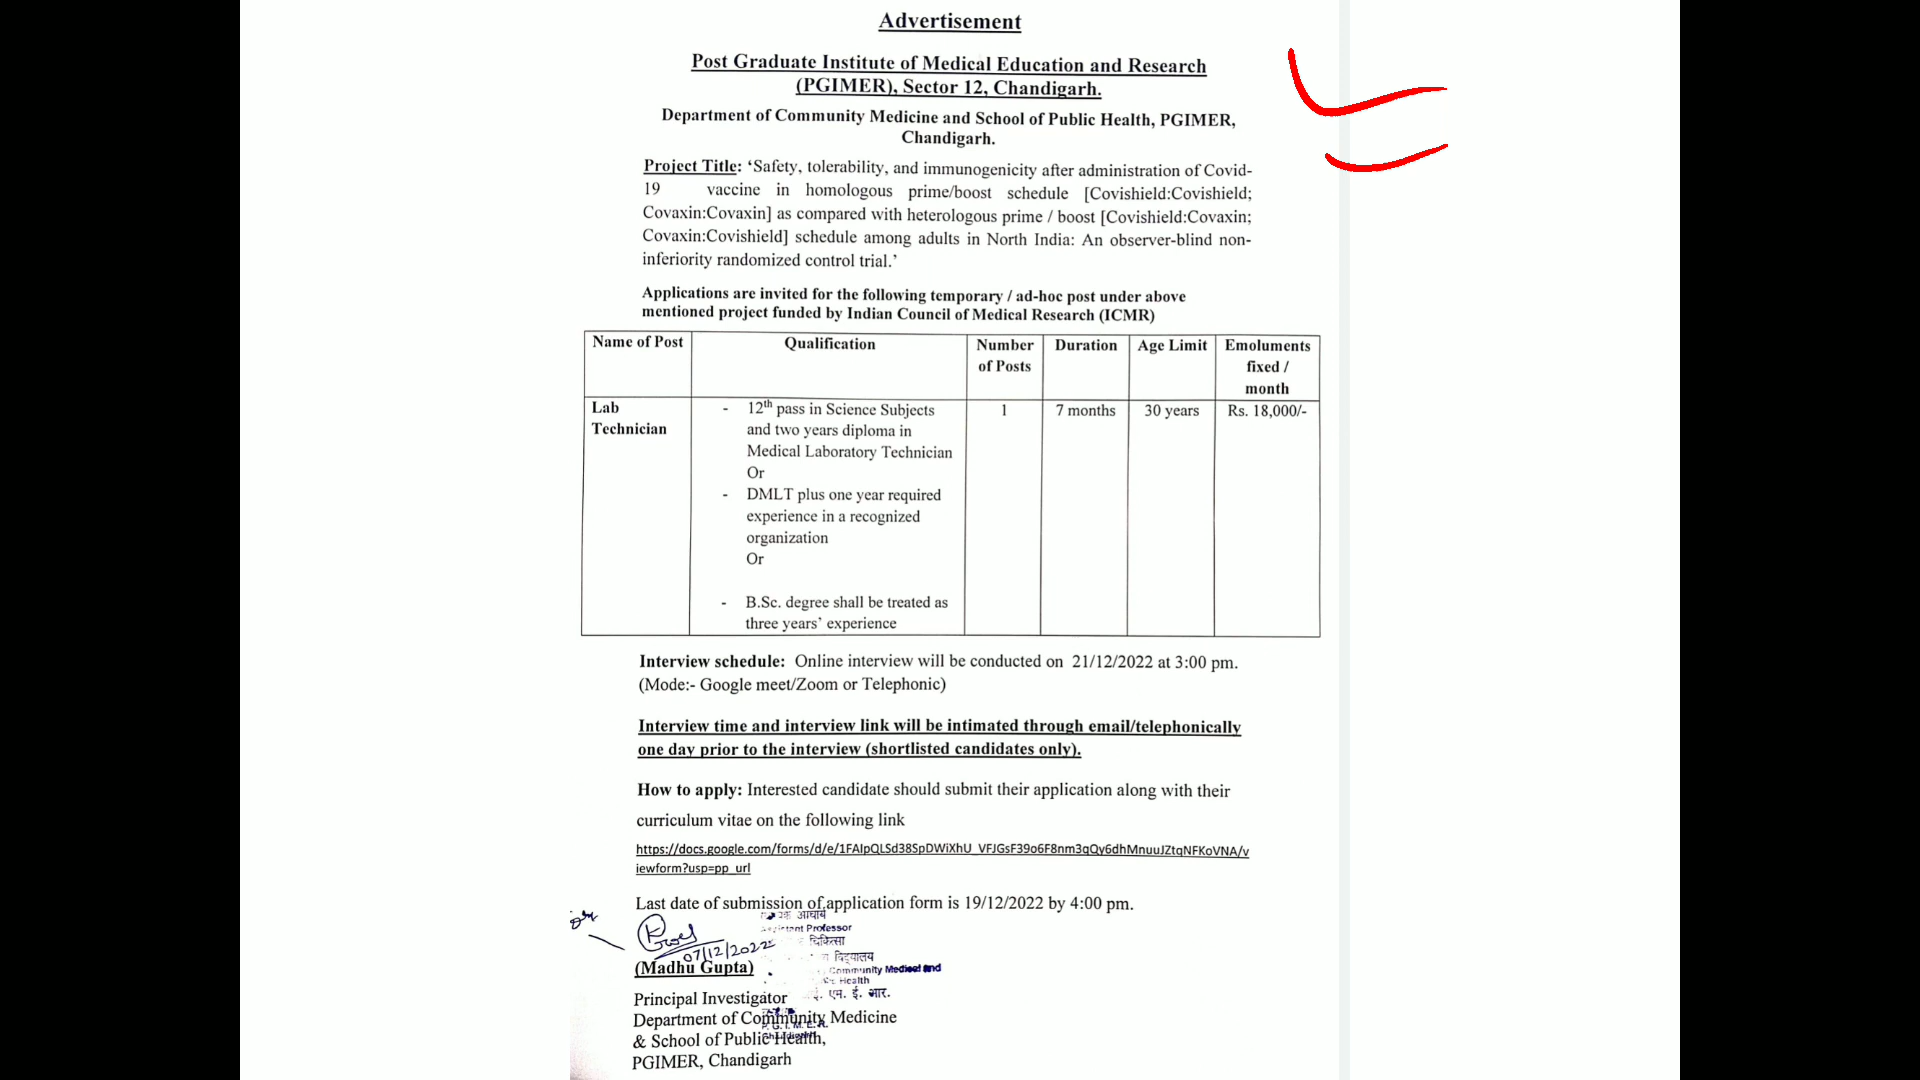 Advertisement
Post Graduate Institute of Medical Education and Research
(PGIMER), Sector 12, Chandigarh.
Department of Community Medicine and School of Public Health, PGIMER,
Chandigarh.
Project Title: ‘Safety, tolerability, and immunogenicity after administration of Covid-
19 vaccine in homologous prime/boost schedule [Covishield:Covishield;
Covaxin:Covaxin] as compared with heterologous prime / boost [Covishield:Covaxin;
Covaxin:Covishield] schedule among adults in North India: An observer-blind non-
inferiority randomized control trial.’
Applications are invited for the following temporary / ad-hoc post under above
mentioned project funded by Indian Council of Medical Research (ICMR)
Name of Post Qualification Number Duration Age Limit Emoluments
of Posts fixed /
month
Lab - 12th pass in Science Subjects 1 7 months 30 years Rs. 18,000/-
Technician and two years diploma in
Medical Laboratory Technician
Or
- DMLT plus one year required
experience in a recognized
organization
Or
- B.Sc. degree shall be treated as
three years’ experience
Interview schedule: Online interview will be conducted on 21/12/2022 at 3:00 pm.
(Mode:- Google meet/Zoom or Telephonic)
Interview time and interview link will be intimated through email/telephonically
one day prior to the interview (shortlisted candidates only).
How to apply: Interested candidate should submit their application along with their
curriculum vitae on the following link
https://docs.google.com/forms/d/e/1FAIpQLSd38SpDWiXhU_VFJGsF39o6F8nm3qQy6dhMnuuJZtqNFKoVNA/v
iewform?usp=pp_url
Last date of submission of application form is 19/12/2022 by 4:00 pm.
आचार्य
Professor
चिकित्सा
07/12/2022
विद्यालय
(Madhu Gupta)
Community Medical and
Health
एम. ई. आर.
Principal Investigator
Department of Community Medicine
P.G.I.M.E.R.
& School of Public Health,
Chandigarh
PGIMER, Chandigarh